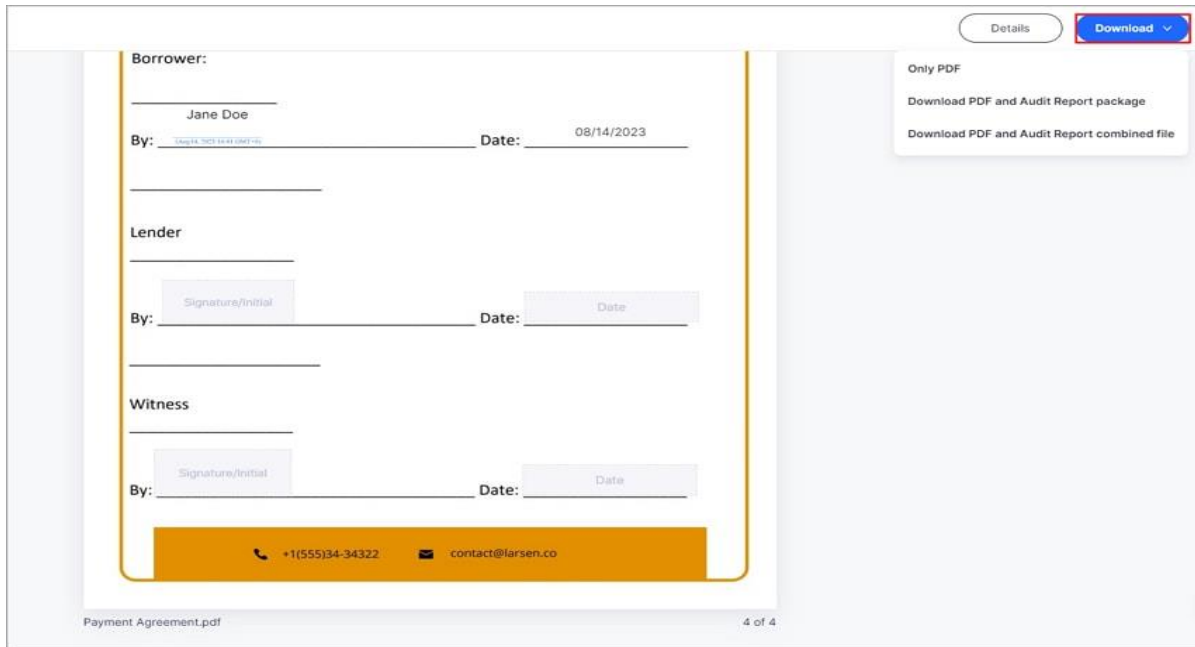 Details
Download
Only PDF
Download PDF and Audit Report package
Download PDF and Audit Report combined file
Borrower:
Jane Doe
By: Date: 08/14/2023
Lender
Signature/Initial Date
By: Date:
Witness
Signature/Initial Date
By: Date:
+1(555)34-34322 contact@larsen.co
Payment Agreement.pdf 4 of 4